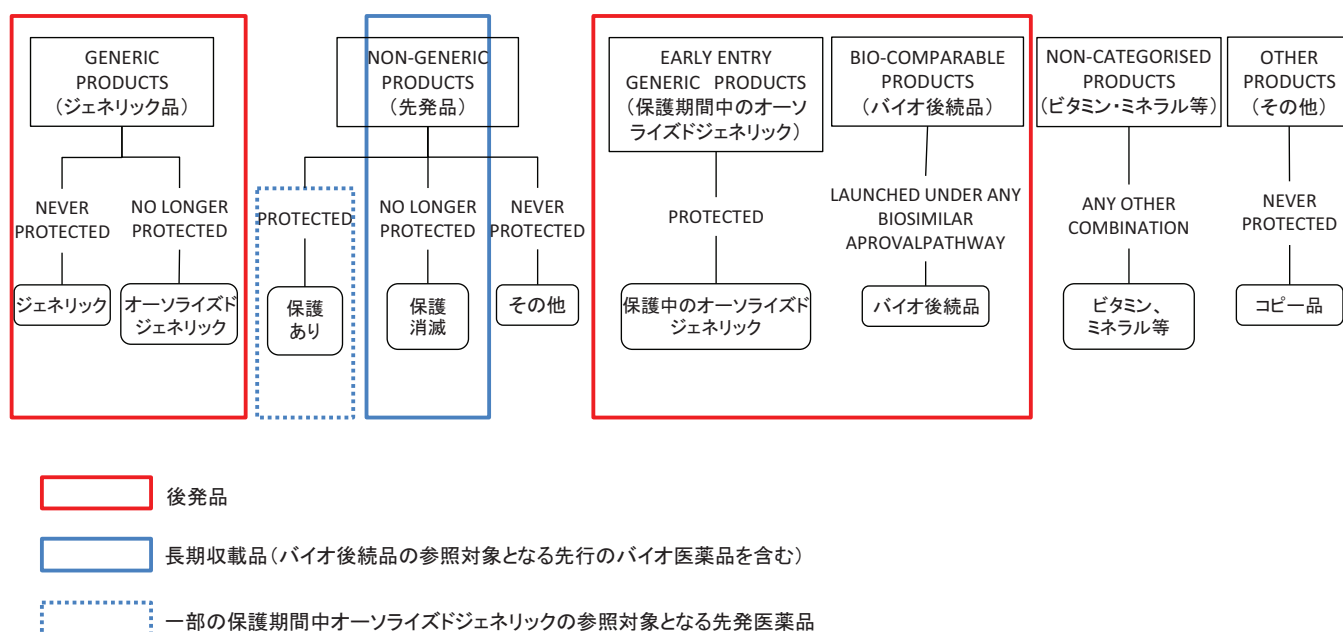 GENERIC
PRODUCTS
（ジェネリック品）
NEVER
PROTECTED
ジェネリック
NO LONGER
PROTECTED
オーソライズド
ジェネリック
NON-GENERIC
PRODUCTS
（先発品）
PROTECTED
保護
あり
NO LONGER
PROTECTED
保護
消滅
NEVER
PROTECTED
その他
EARLY ENTRY
GENERIC PRODUCTS
（保護期間中のオーソ
ライズドジェネリック）
PROTECTED
保護中のオーソライズド
ジェネリック
BIO-COMPARABLE
PRODUCTS
（バイオ後続品）
LAUNCHED UNDER ANY
BIOSIMILAR
APROVALPATHWAY
バイオ後続品
NON-CATEGORISED
PRODUCTS
（ビタミン・ミネラル等）
ANY OTHER
COMBINATION
ビタミン、
ミネラル等
OTHER
PRODUCTS
（その他）
NEVER
PROTECTED
コピー品
後発品
長期収載品（バイオ後続品の参照対象となる先行のバイオ医薬品を含む）
一部の保護期間中オーソライズドジェネリックの参照対象となる先発医薬品